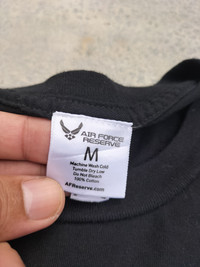 AIR FORCE
RESERVE
M
Machine Wash Cold
Tumble Dry Low
Do Not Bleach
100% Cotton
AFReserve.com